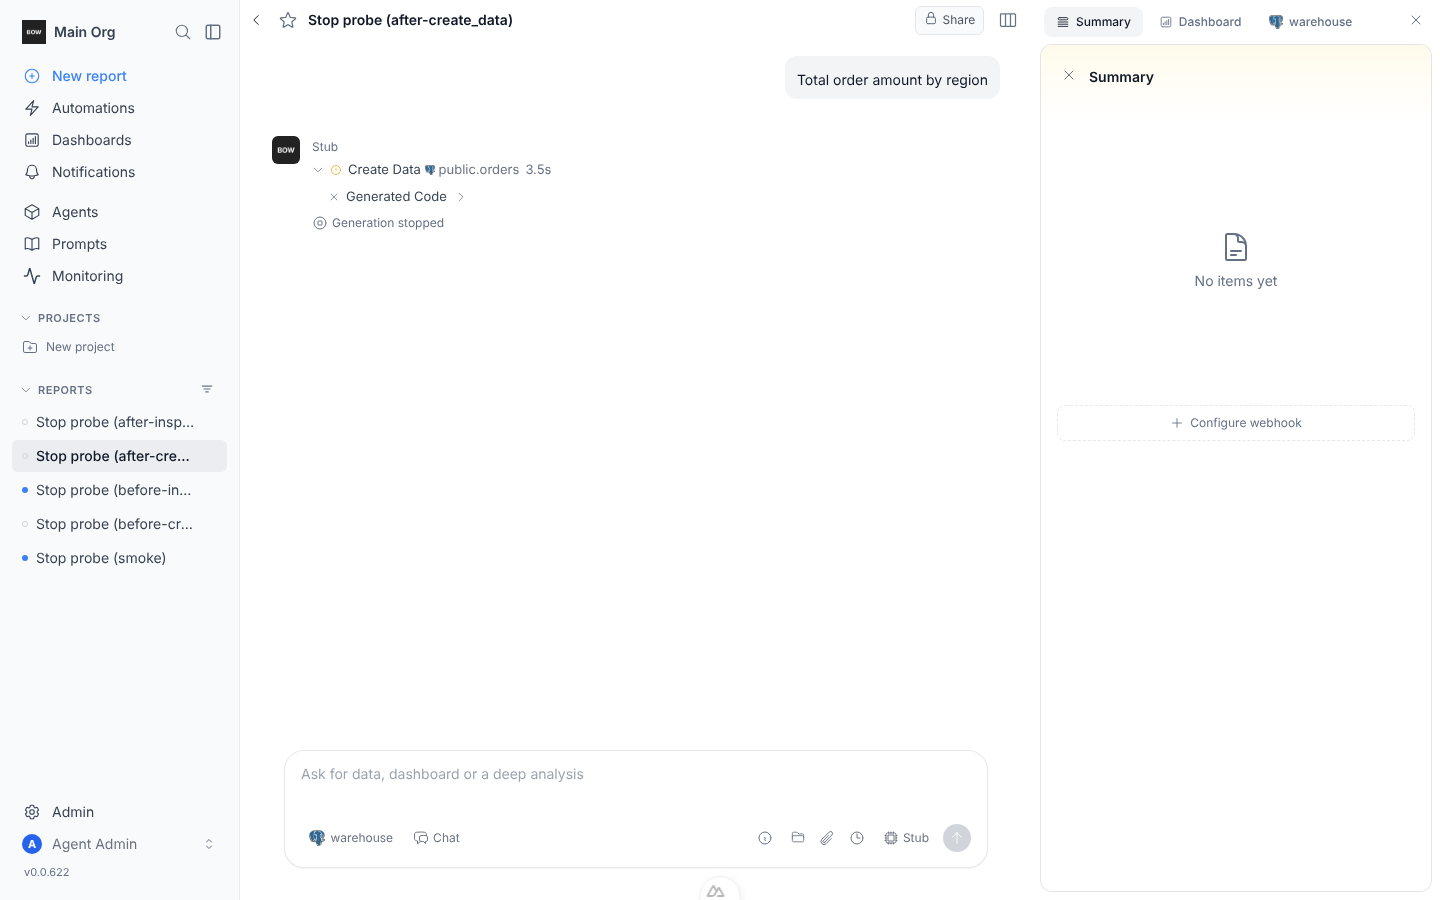 BOW
Main Org
New report
Automations
Dashboards
Notifications
Agents
Prompts
Monitoring
PROJECTS
New project
REPORTS
Stop probe (after-insp...
Stop probe (after-cre...
Stop probe (before-in...
Stop probe (before-cr...
Stop probe (smoke)
Admin
A
Agent Admin
v0.0.622
Stop probe (after-create_data)
Share
Total order amount by region
BOW
Stub
Create Data public.orders 3.5s
Generated Code
Generation stopped
Ask for data, dashboard or a deep analysis
warehouse Chat Stub
Summary Dashboard warehouse
Summary
No items yet
Configure webhook